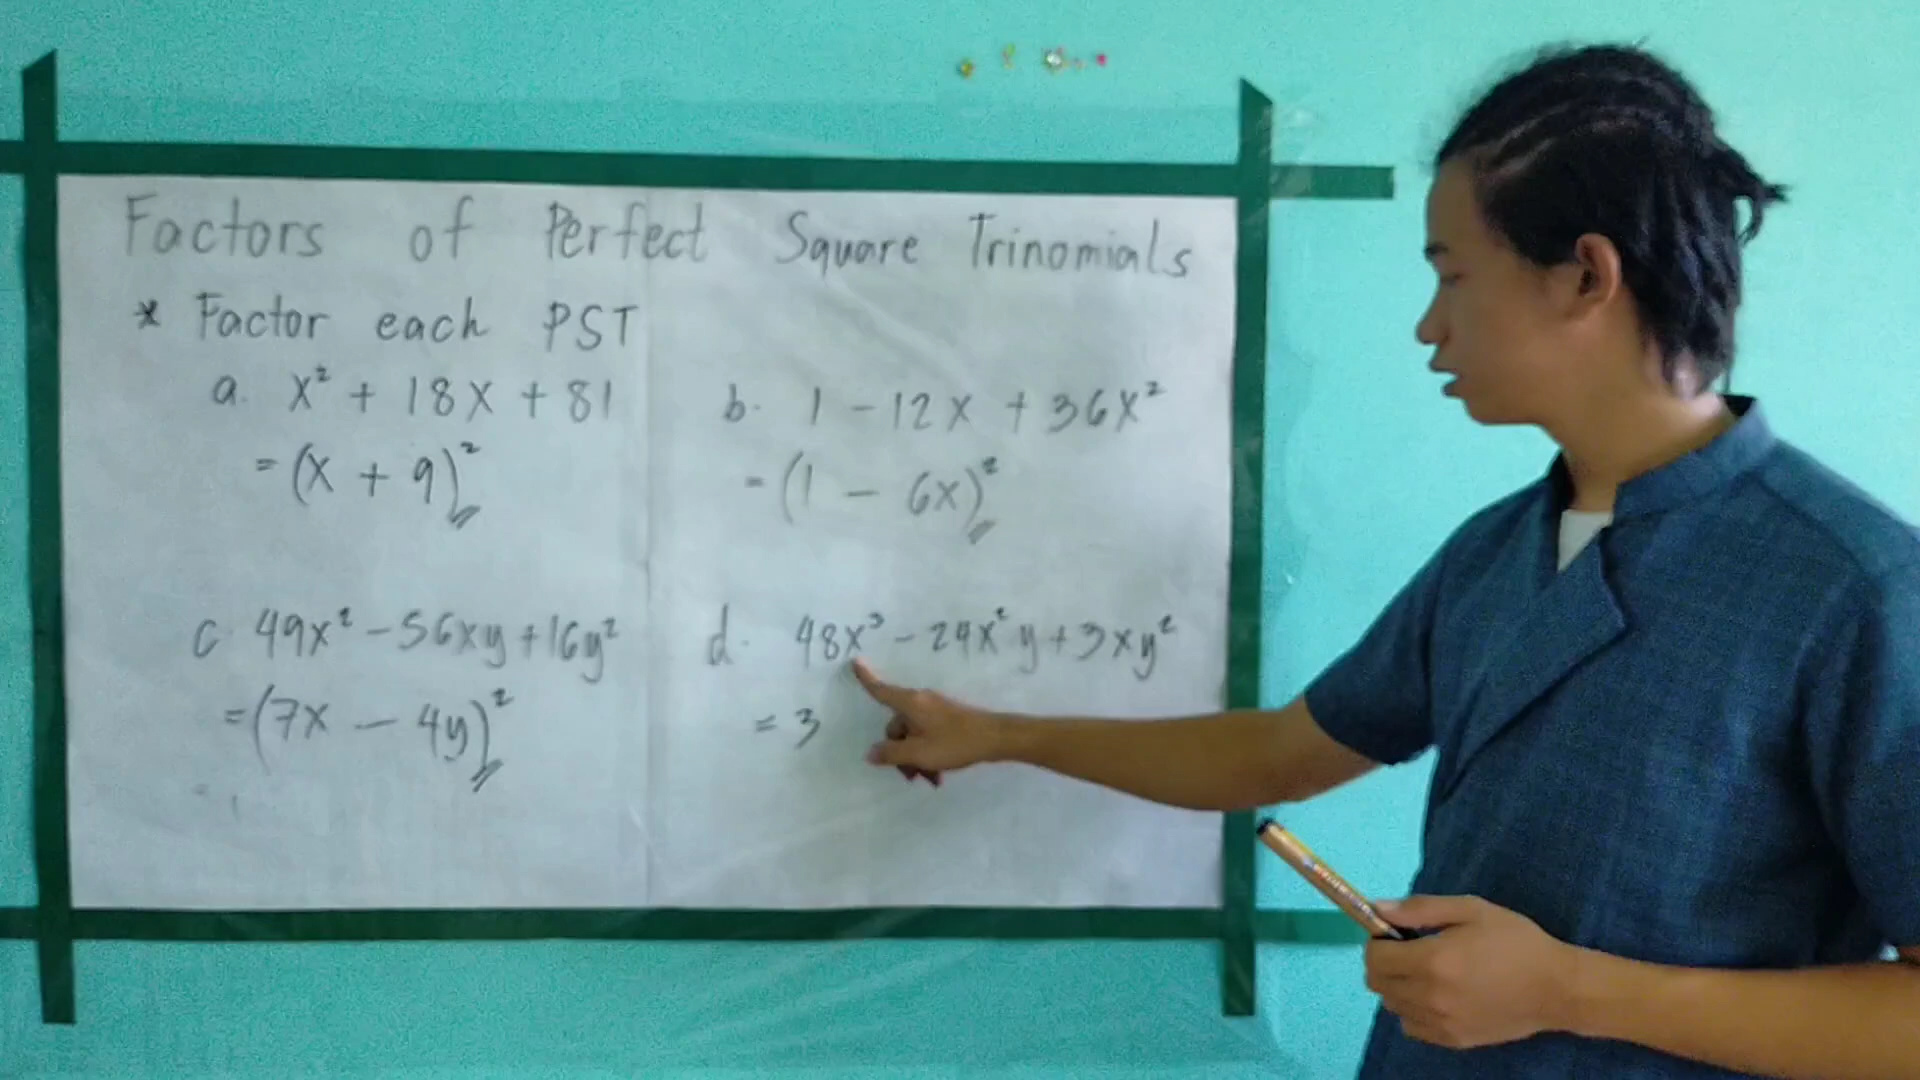 Factors of Perfect Square Trinomials
* Factor each PST
a. x² + 18x + 81
= (x + 9)²
b. 1 - 12x + 36x²
= (1 - 6x)²
c. 49x² - 56xy + 16y²
= (7x - 4y)²
d. 48x³ - 24x²y + 3xy²
= 3